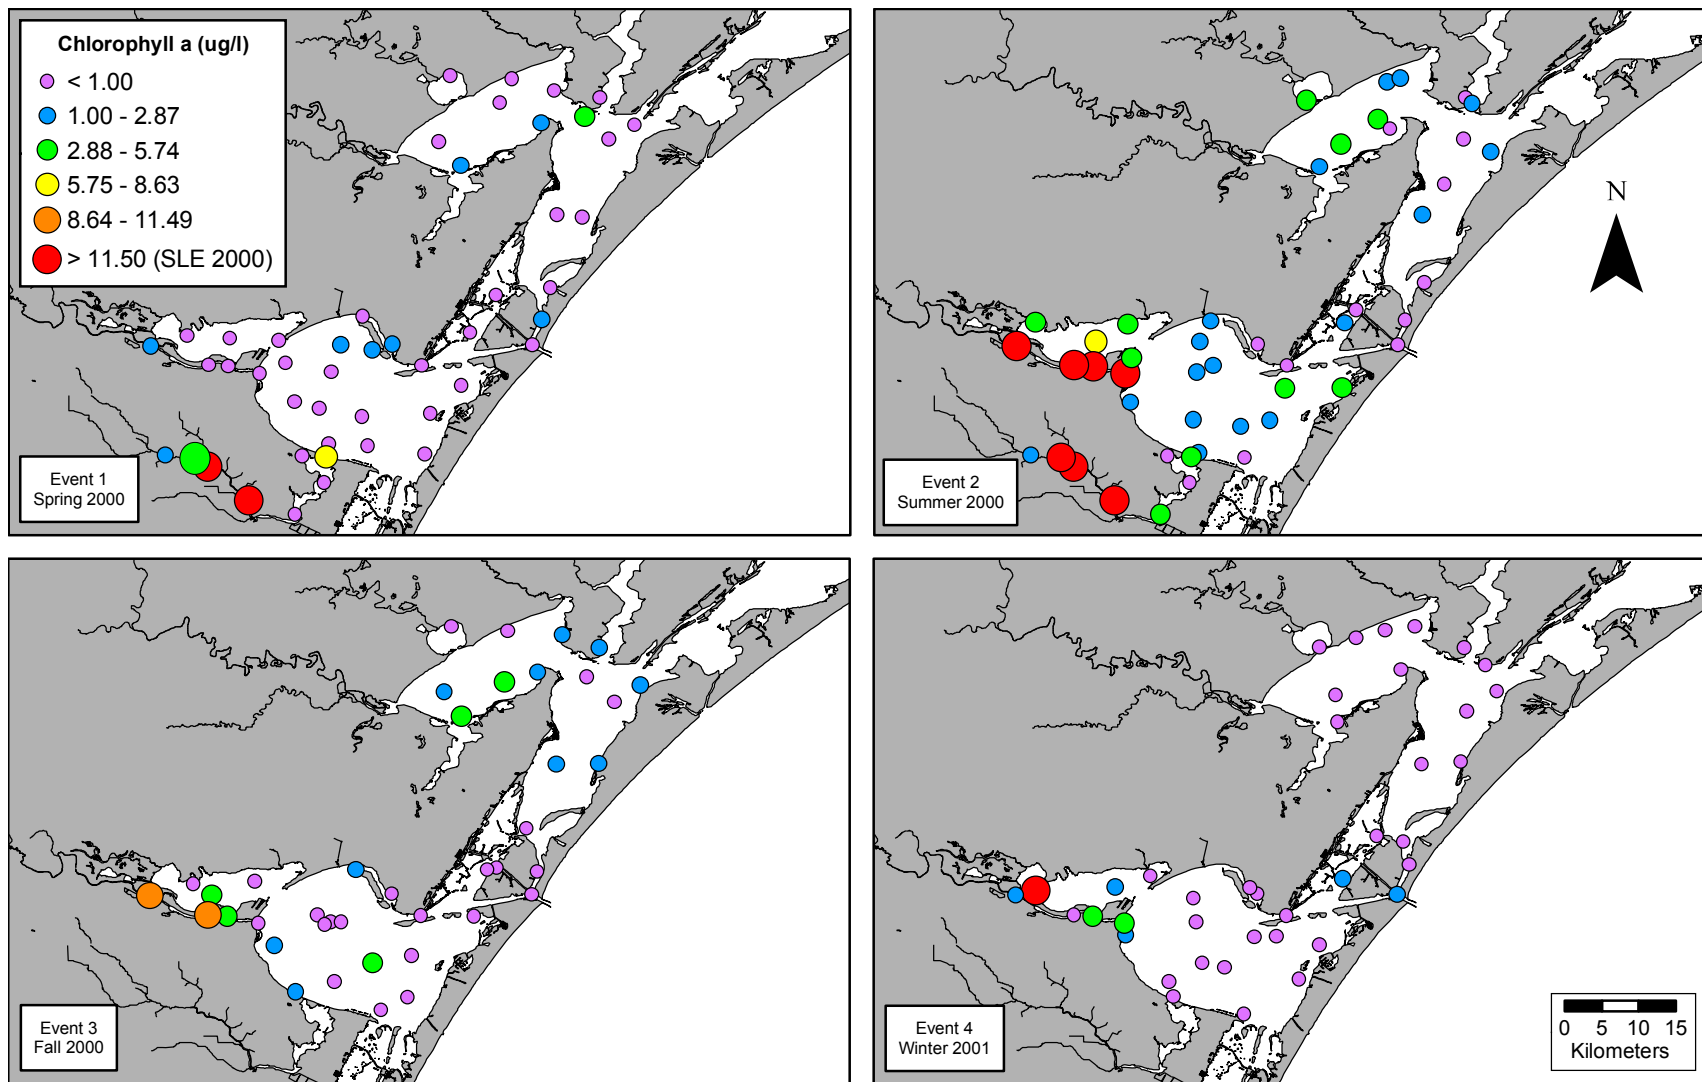 Chlorophyll a (ug/l)
< 1.00
1.00 - 2.87
2.88 - 5.74
5.75 - 8.63
8.64 - 11.49
> 11.50 (SLE 2000)
Event 1
Spring 2000
N
Event 2
Summer 2000
Event 3
Fall 2000
Event 4
Winter 2001
0 5 10 15
Kilometers